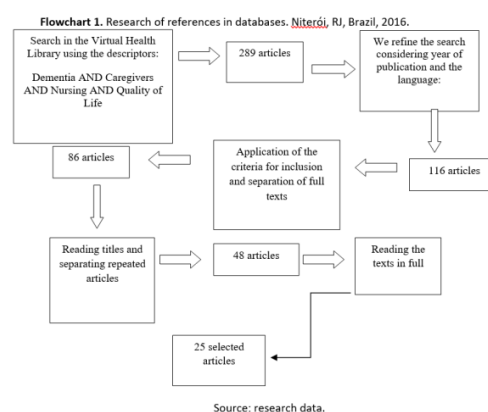 Flowchart 1. Research of references in databases. Niterói, RJ, Brazil, 2016.
Search in the Virtual Health
Library using the descriptors:
Dementia AND Caregivers
AND Nursing AND Quality of
Life
289 articles
We refine the search
considering year of
publication and the
language:
116 articles
Application of the
criteria for inclusion
and separation of full
texts
86 articles
Reading titles and
separating repeated
articles
48 articles
Reading the
texts in full
25 selected
articles
Source: research data.